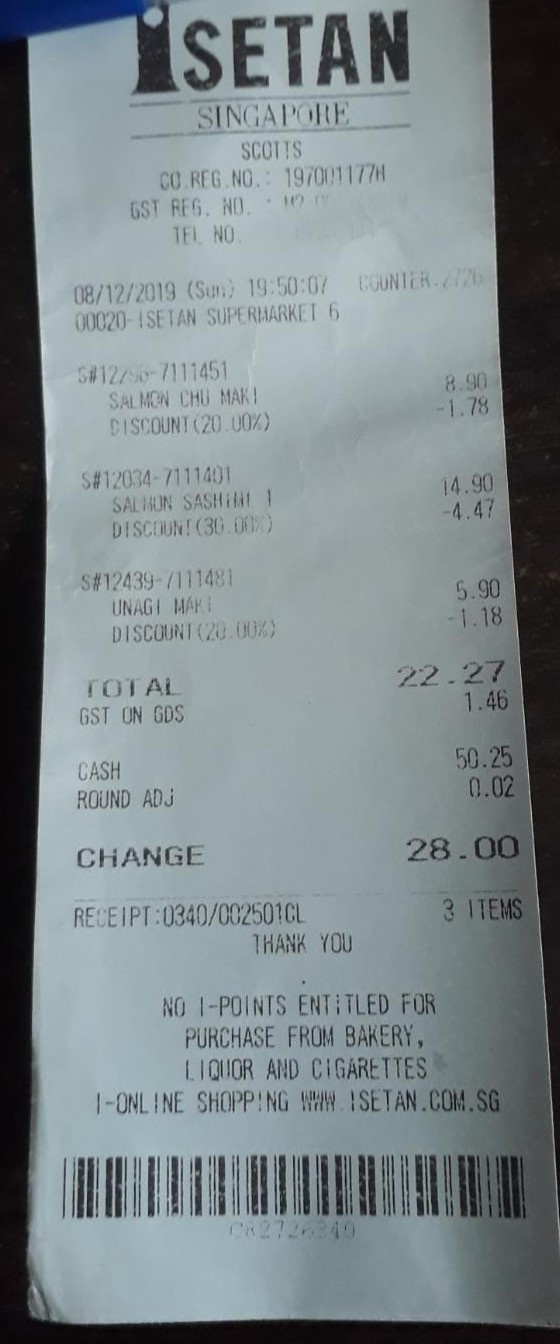 ISETAN
SINGAPORE
SCOTTS
CO.REG.NO.: 197001177H
GST REG. NO. :
TEL NO.
08/12/2019 (Sun) 19:50:07 COUNTER.2726
00020-ISETAN SUPERMARKET 6
S#12296-7111451
SALMON CHU MAKI 8.90
DISCOUNT(20.00%) -1.78
S#12034-7111401
SALMON SASHIMI 1 14.90
DISCOUNT(30.00%) -4.47
S#12439-7111481
UNAGI MAKI 5.90
DISCOUNT(20.00%) -1.18
TOTAL 22.27
GST ON GDS 1.46
CASH 50.25
ROUND ADJ 0.02
CHANGE 28.00
RECEIPT:0340/002501CL 3 ITEMS
THANK YOU
NO I-POINTS ENTITLED FOR
PURCHASE FROM BAKERY,
LIQUOR AND CIGARETTES
I-ONLINE SHOPPING WWW.ISETAN.COM.SG